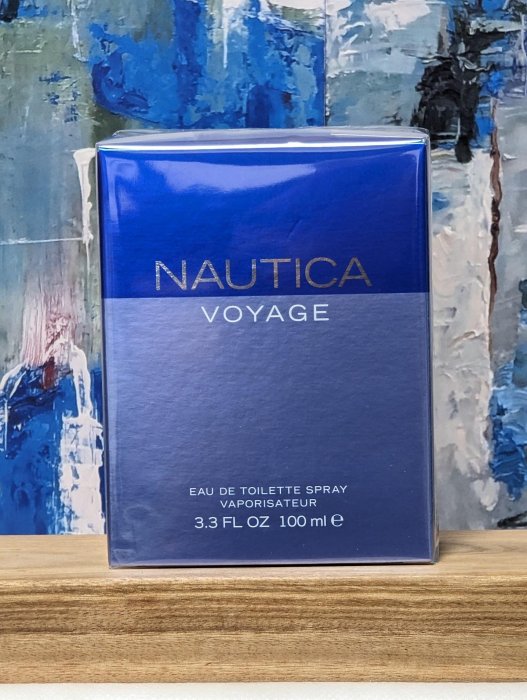 NAUTICA
VOYAGE
EAU DE TOILETTE SPRAY
VAPORISATEUR
3.3 FL OZ 100 ml ℮